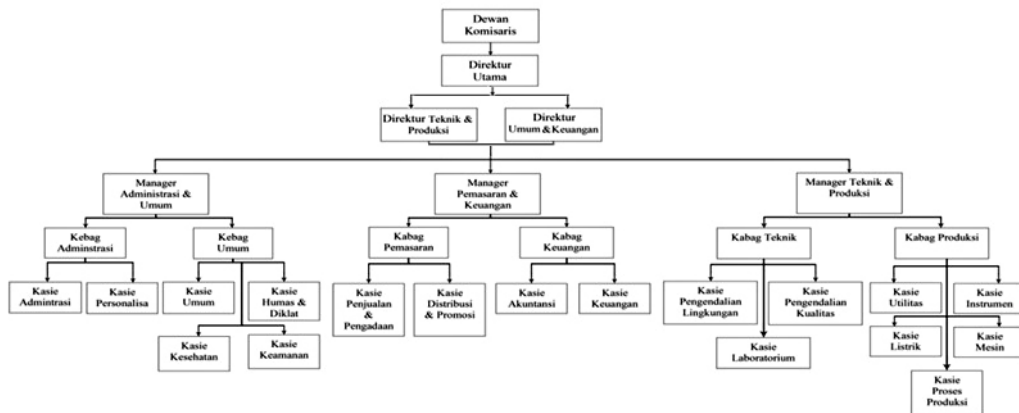 Dewan
Komisaris
Direktur
Utama
Direktur Teknik &
Produksi
Direktur
Umum & Keuangan
Manager
Administrasi &
Umum
Manager
Pemasaran &
Keuangan
Manager Teknik &
Produksi
Kebag
Adminstrasi
Kebag
Umum
Kabag
Pemasaran
Kabag
Keuangan
Kabag Teknik
Kabag Produksi
Kasie
Admintrasi
Kasie
Personalisa
Kasie
Umum
Kasie
Humas &
Diklat
Kasie
Penjualan
&
Pengadaan
Kasie
Distribusi
& Promosi
Kasie
Akuntansi
Kasie
Keuangan
Kasie
Pengendalian
Lingkungan
Kasie
Pengendalian
Kualitas
Kasie
Utilitas
Kasie
Instrumen
Kasie
Kesehatan
Kasie
Keamanan
Kasie
Laboratorium
Kasie
Listrik
Kasie
Mesin
Kasie
Proses
Produksi